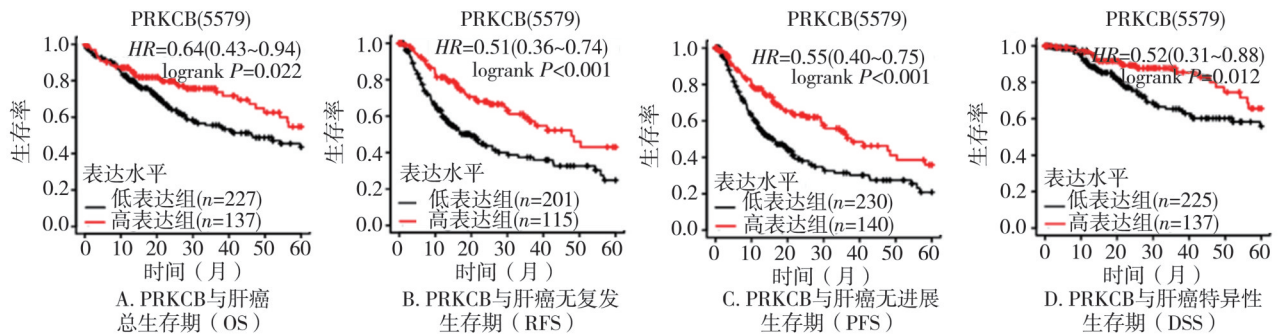 PRKCB(5579)
HR=0.64(0.43~0.94)
logrank P=0.022
生存率
1.0
0.8
0.6
0.4
0.2
0.0
表达水平
低表达组(n=227)
高表达组(n=137)
0 10 20 30 40 50 60
时间（月）
A. PRKCB与肝癌
总生存期（OS）
PRKCB(5579)
HR=0.51(0.36~0.74)
logrank P<0.001
生存率
1.0
0.8
0.6
0.4
0.2
0.0
表达水平
低表达组(n=201)
高表达组(n=115)
0 10 20 30 40 50 60
时间（月）
B. PRKCB与肝癌无复发
生存期（RFS）
PRKCB(5579)
HR=0.55(0.40~0.75)
logrank P<0.001
生存率
1.0
0.8
0.6
0.4
0.2
0.0
表达水平
低表达组(n=230)
高表达组(n=140)
0 10 20 30 40 50 60
时间（月）
C. PRKCB与肝癌无进展
生存期（PFS）
PRKCB(5579)
HR=0.52(0.31~0.88)
logrank P=0.012
生存率
1.0
0.8
0.6
0.4
0.2
0.0
表达水平
低表达组(n=225)
高表达组(n=137)
0 10 20 30 40 50 60
时间（月）
D. PRKCB与肝癌特异性
生存期（DSS）